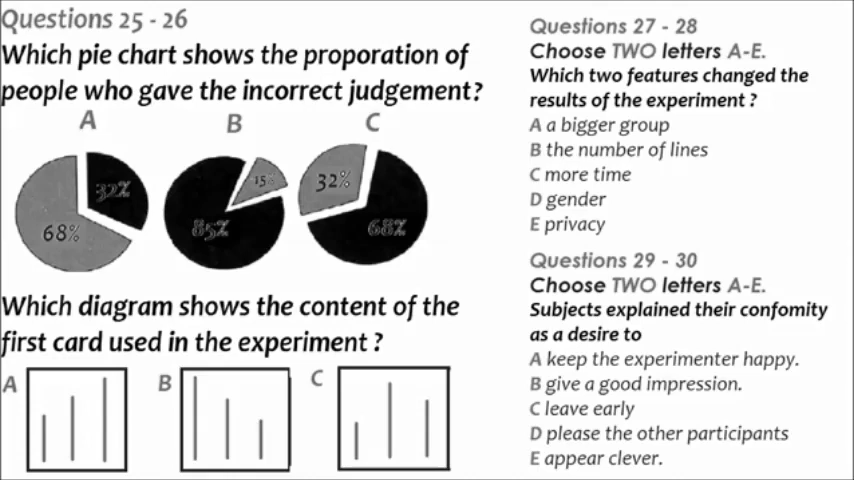 Questions 25 - 26
Which pie chart shows the proporation of
people who gave the incorrect judgement?
A
B
C
32%
68%
15%
85%
32%
68%
Which diagram shows the content of the
first card used in the experiment ?
A
B
C
Questions 27 - 28
Choose TWO letters A-E.
Which two features changed the
results of the experiment ?
A a bigger group
B the number of lines
C more time
D gender
E privacy
Questions 29 - 30
Choose TWO letters A-E.
Subjects explained their confomity
as a desire to
A keep the experimenter happy.
B give a good impression.
C leave early
D please the other participants
E appear clever.